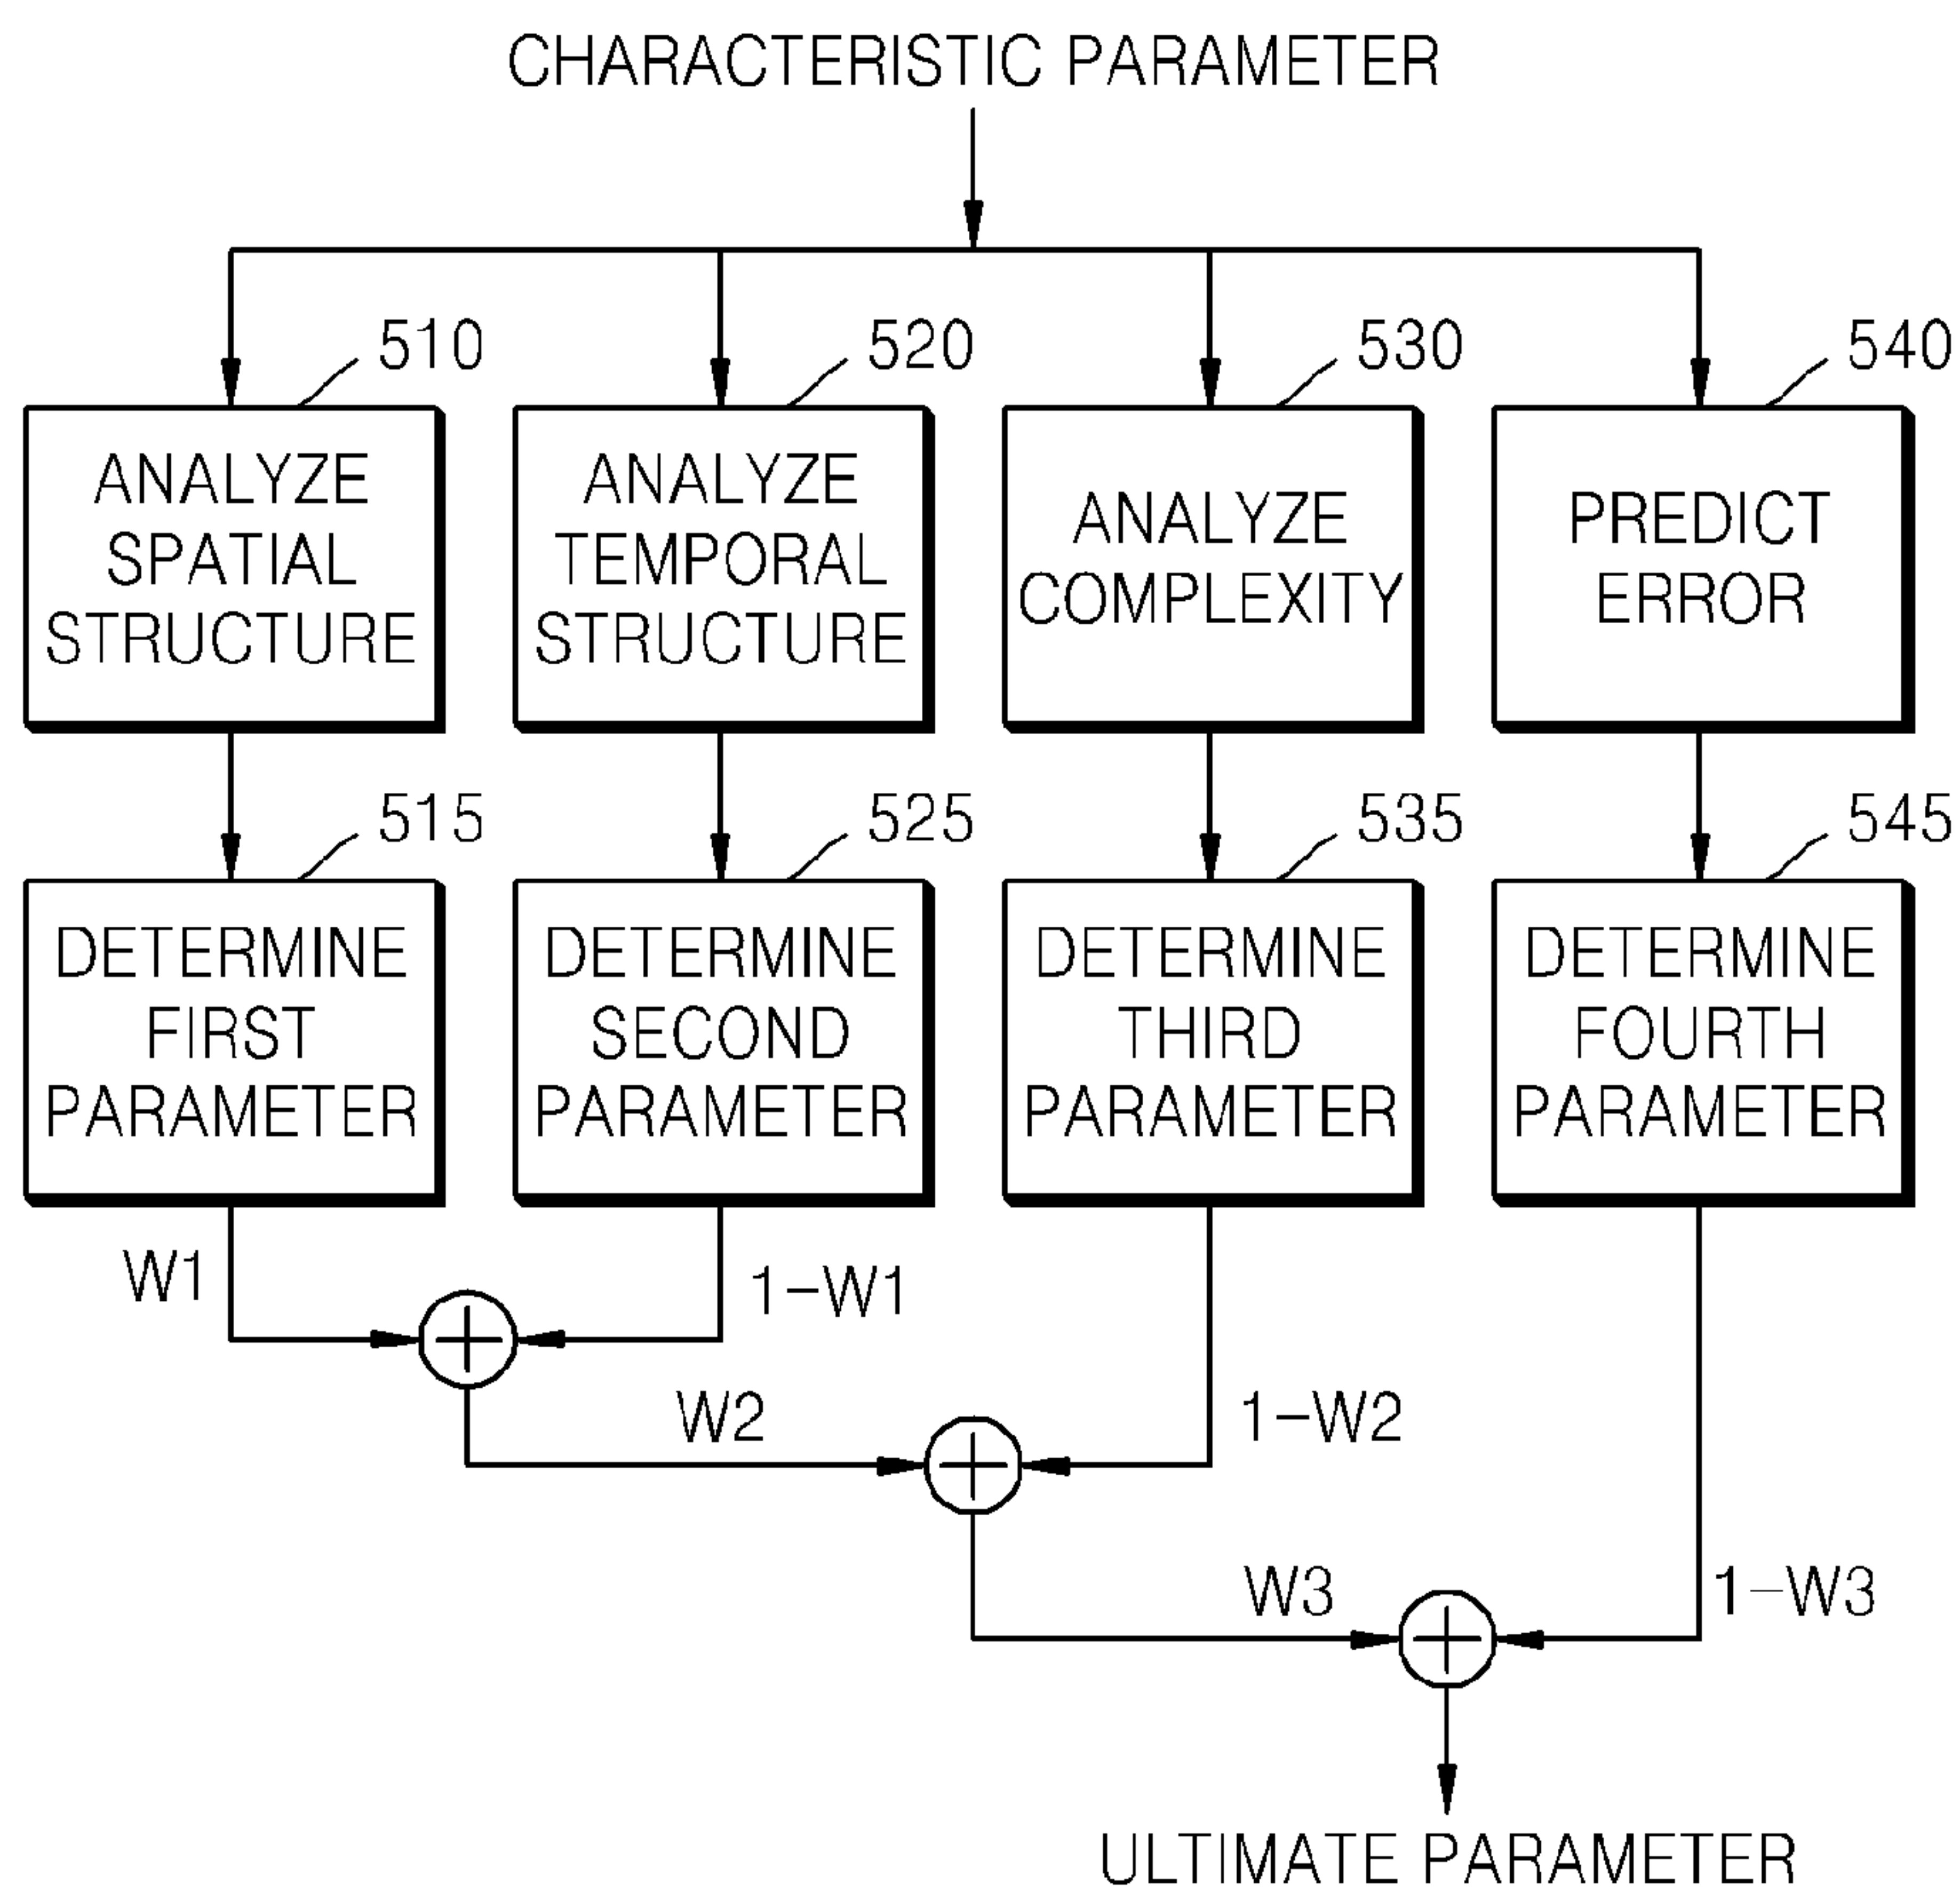 CHARACTERISTIC PARAMETER
510
520
530
540
ANALYZE
SPATIAL
STRUCTURE
ANALYZE
TEMPORAL
STRUCTURE
ANALYZE
COMPLEXITY
PREDICT
ERROR
515
525
535
545
DETERMINE
FIRST
PARAMETER
DETERMINE
SECOND
PARAMETER
DETERMINE
THIRD
PARAMETER
DETERMINE
FOURTH
PARAMETER
W1
1-W1
W2
1-W2
W3
1-W3
ULTIMATE PARAMETER